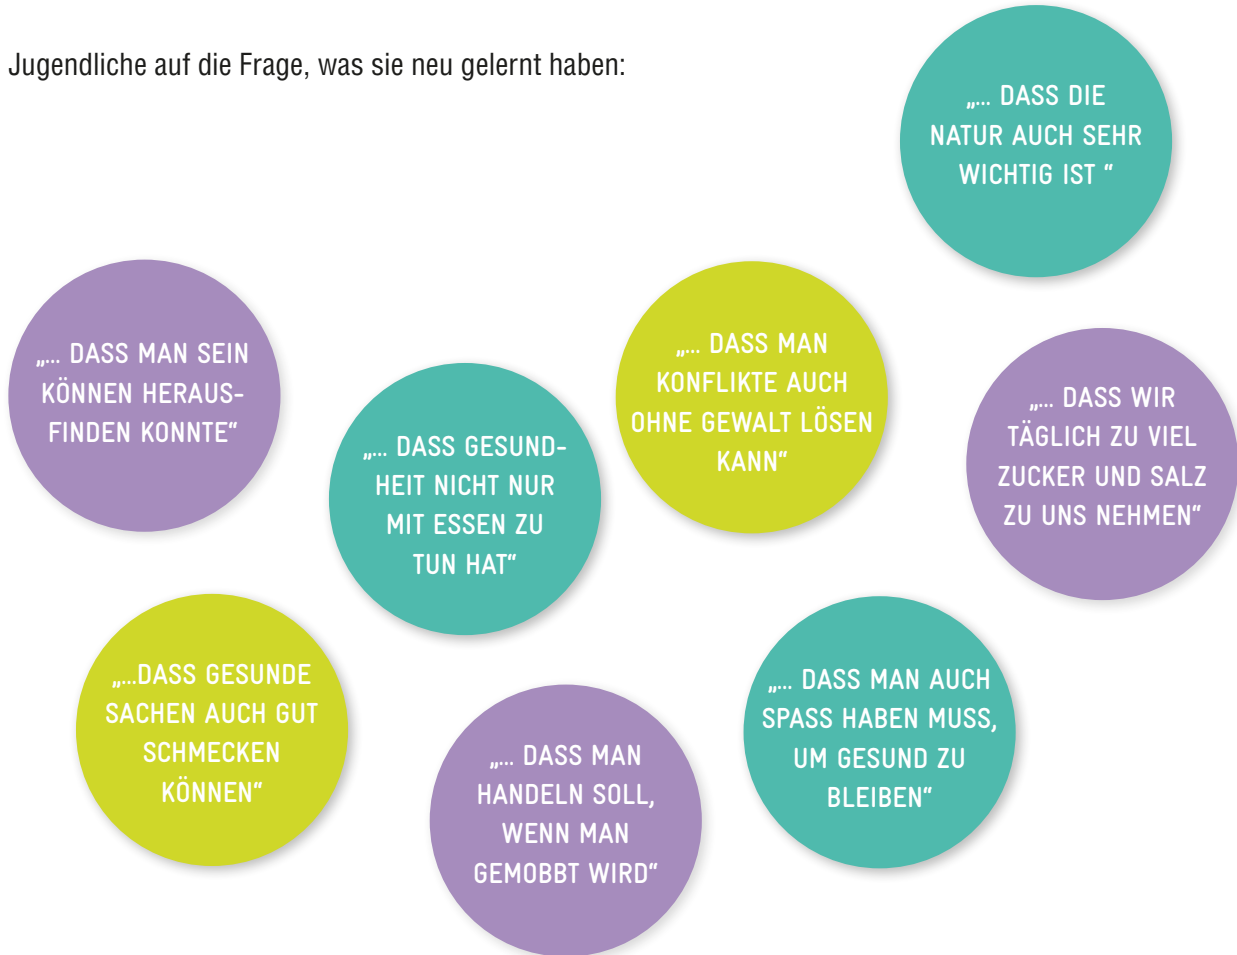 Jugendliche auf die Frage, was sie neu gelernt haben:
„... DASS DIE
NATUR AUCH SEHR
WICHTIG IST “
„... DASS MAN SEIN
KÖNNEN HERAUS-
FINDEN KONNTE“
„... DASS GESUND-
HEIT NICHT NUR
MIT ESSEN ZU
TUN HAT“
„... DASS MAN
KONFLIKTE AUCH
OHNE GEWALT LÖSEN
KANN“
„... DASS WIR
TÄGLICH ZU VIEL
ZUCKER UND SALZ
ZU UNS NEHMEN“
„...DASS GESUNDE
SACHEN AUCH GUT
SCHMECKEN
KÖNNEN“
„... DASS MAN
HANDELN SOLL,
WENN MAN
GEMOBBT WIRD“
„... DASS MAN AUCH
SPASS HABEN MUSS,
UM GESUND ZU
BLEIBEN“